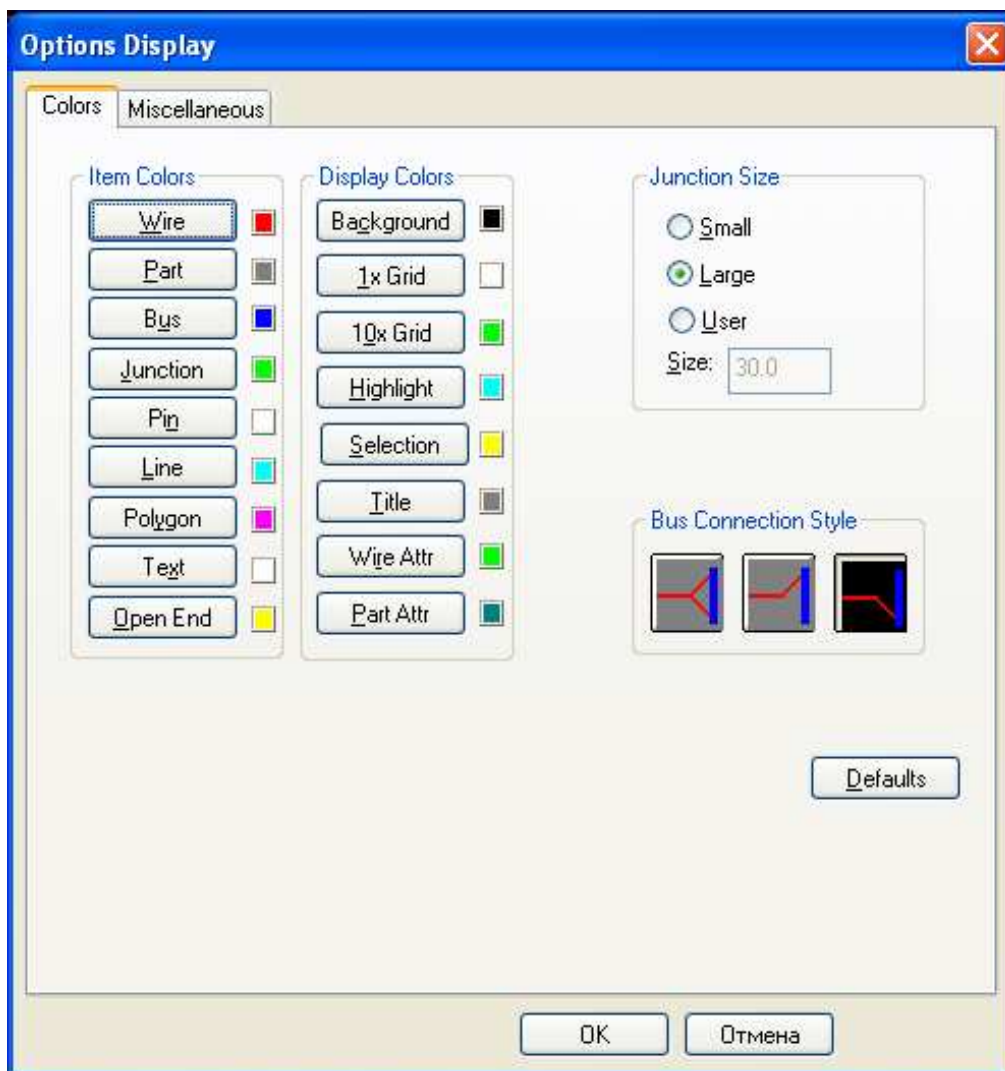 Options Display
Colors
Miscellaneous
Item Colors
Wire
Part
Bus
Junction
Pin
Line
Polygon
Text
Open End
Display Colors
Background
1x Grid
10x Grid
Highlight
Selection
Title
Wire Attr
Part Attr
Junction Size
Small
Large
User
Size: 30.0
Bus Connection Style
Defaults
OK
Отмена